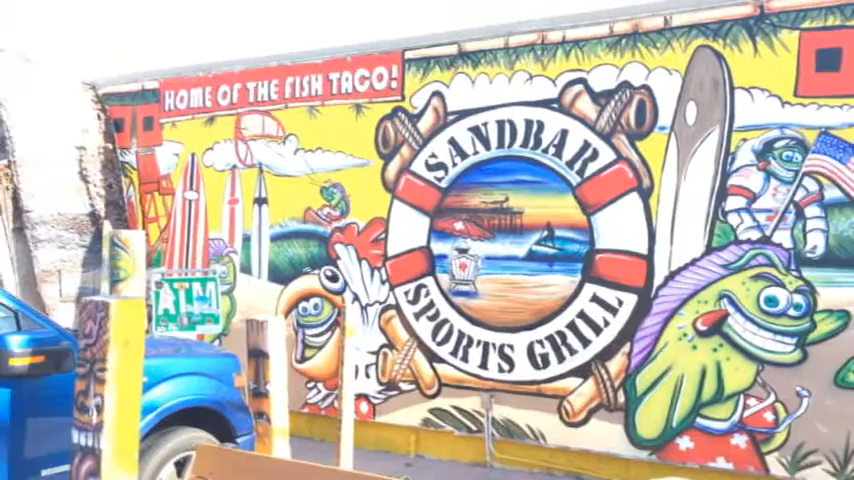 HOME OF THE FISH TACO!
SANDBAR
ATM
SPORTS GRILL